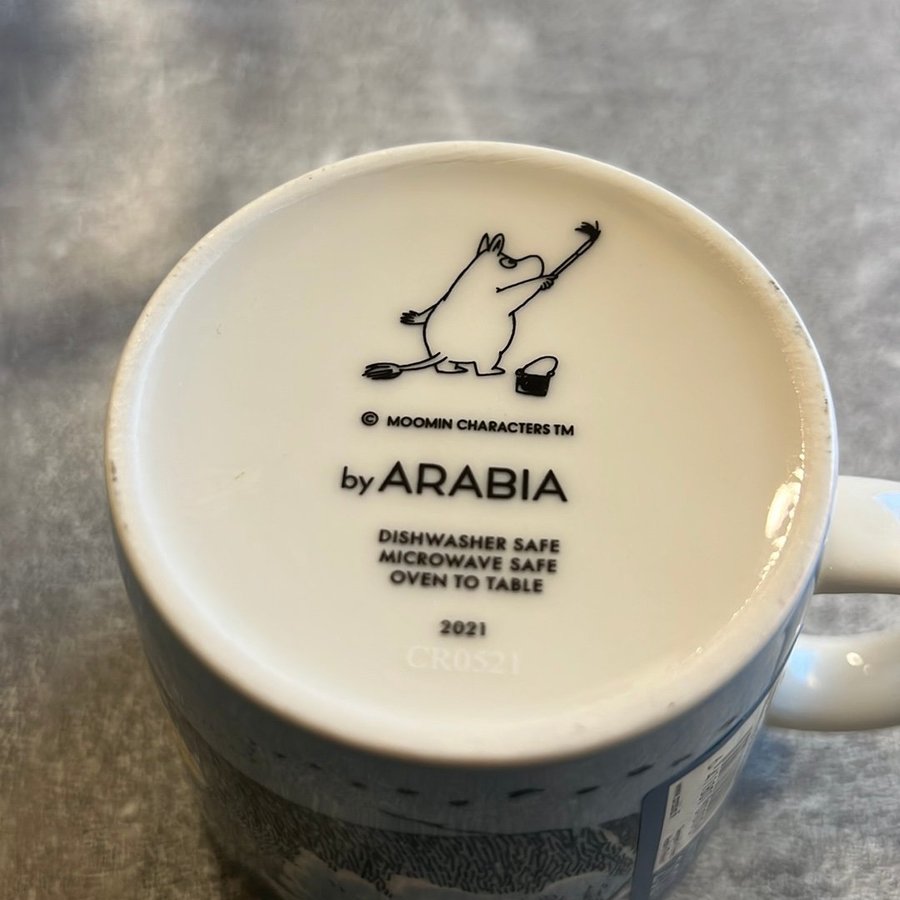 © MOOMIN CHARACTERS TM
by ARABIA
DISHWASHER SAFE
MICROWAVE SAFE
OVEN TO TABLE
2021
CR0521